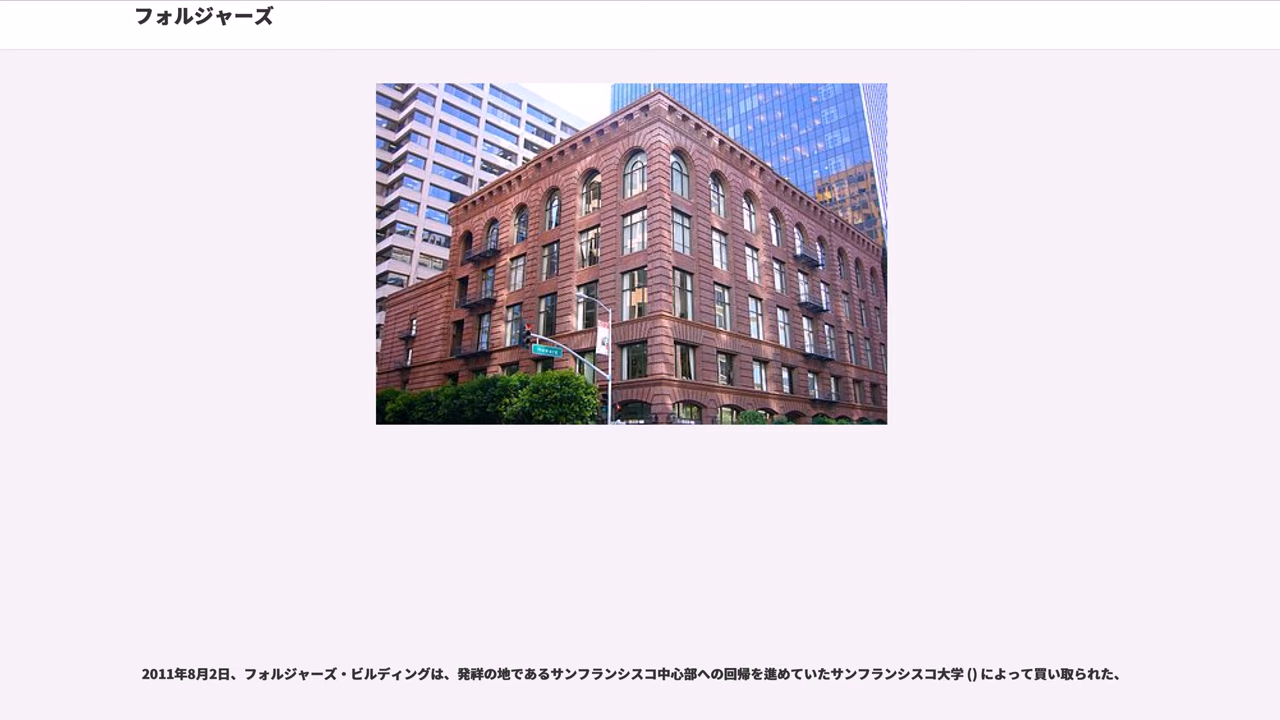 フォルジャーズ
Howard
2011年8月2日、フォルジャーズ・ビルディングは、発祥の地であるサンフランシスコ中心部への回帰を進めていたサンフランシスコ大学 () によって買い取られた、